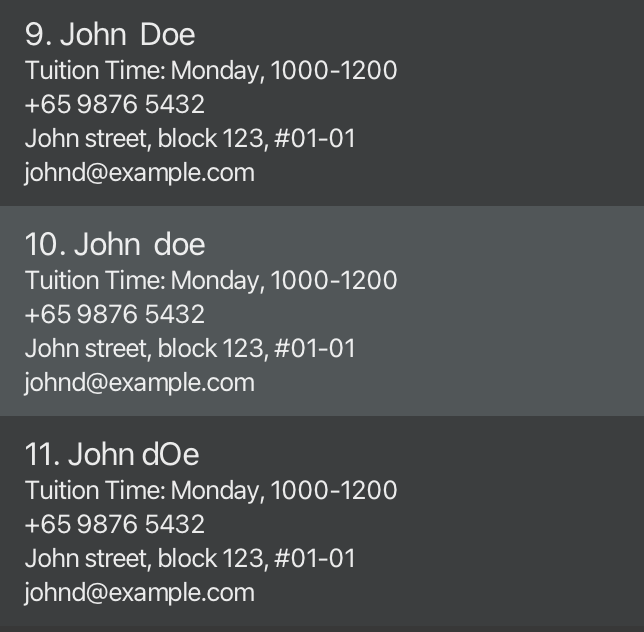 9. John  Doe
Tuition Time: Monday, 1000-1200
+65 9876 5432
John street, block 123, #01-01
johnd@example.com
10. John  doe
Tuition Time: Monday, 1000-1200
+65 9876 5432
John street, block 123, #01-01
johnd@example.com
11. John dOe
Tuition Time: Monday, 1000-1200
+65 9876 5432
John street, block 123, #01-01
johnd@example.com